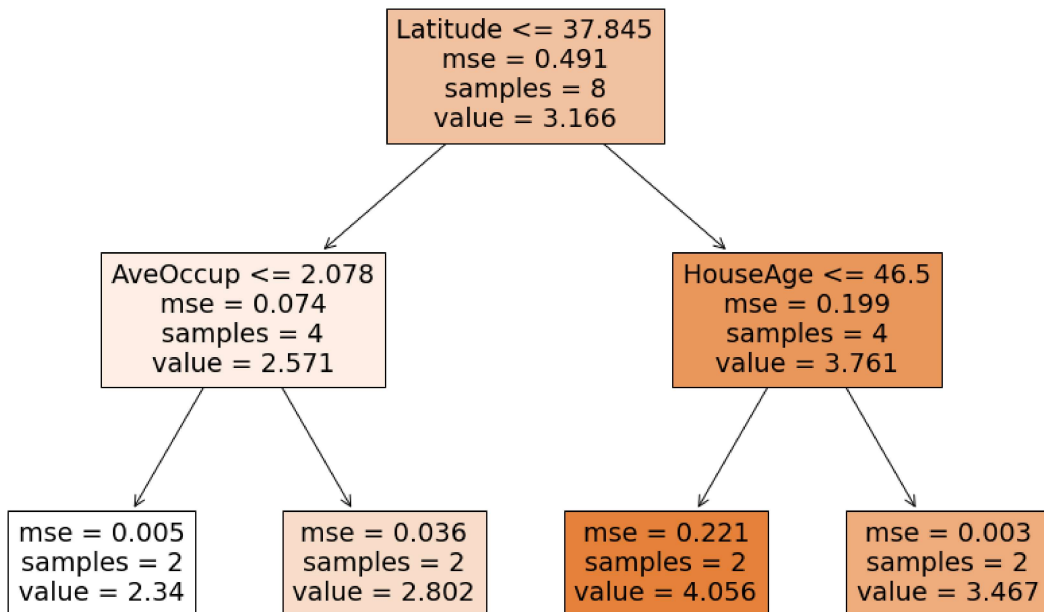 Latitude <= 37.845
mse = 0.491
samples = 8
value = 3.166
AveOccup <= 2.078
mse = 0.074
samples = 4
value = 2.571
HouseAge <= 46.5
mse = 0.199
samples = 4
value = 3.761
mse = 0.005
samples = 2
value = 2.34
mse = 0.036
samples = 2
value = 2.802
mse = 0.221
samples = 2
value = 4.056
mse = 0.003
samples = 2
value = 3.467